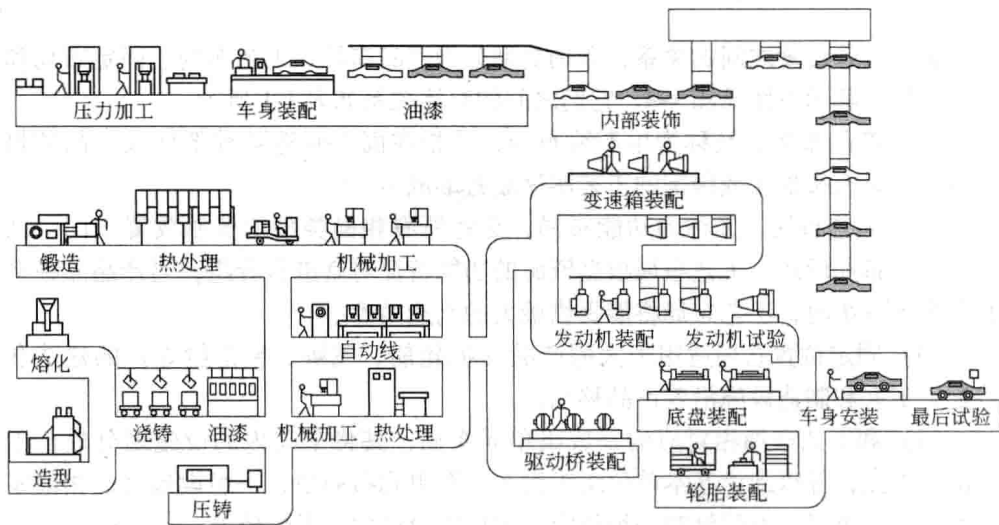 压力加工
车身装配
油漆
内部装饰
变速箱装配
锻造
热处理
机械加工
发动机装配
发动机试验
熔化
自动线
浇铸
油漆
机械加工
热处理
底盘装配
车身安装
最后试验
造型
驱动桥装配
压铸
轮胎装配